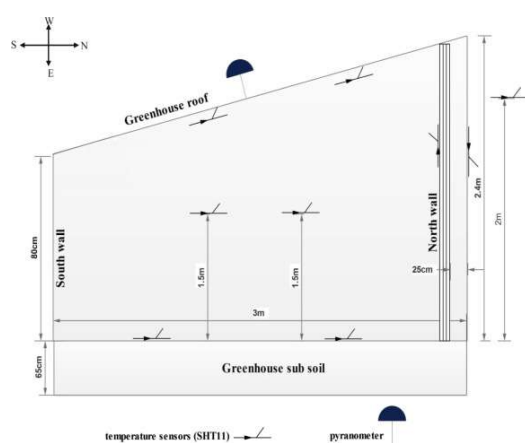 W
S
N
E
Greenhouse roof
South wall
North wall
80cm
1.5m
1.5m
25cm
2.4m
2m
3m
65cm
Greenhouse sub soil
temperature sensors (SHT11)
pyranometer